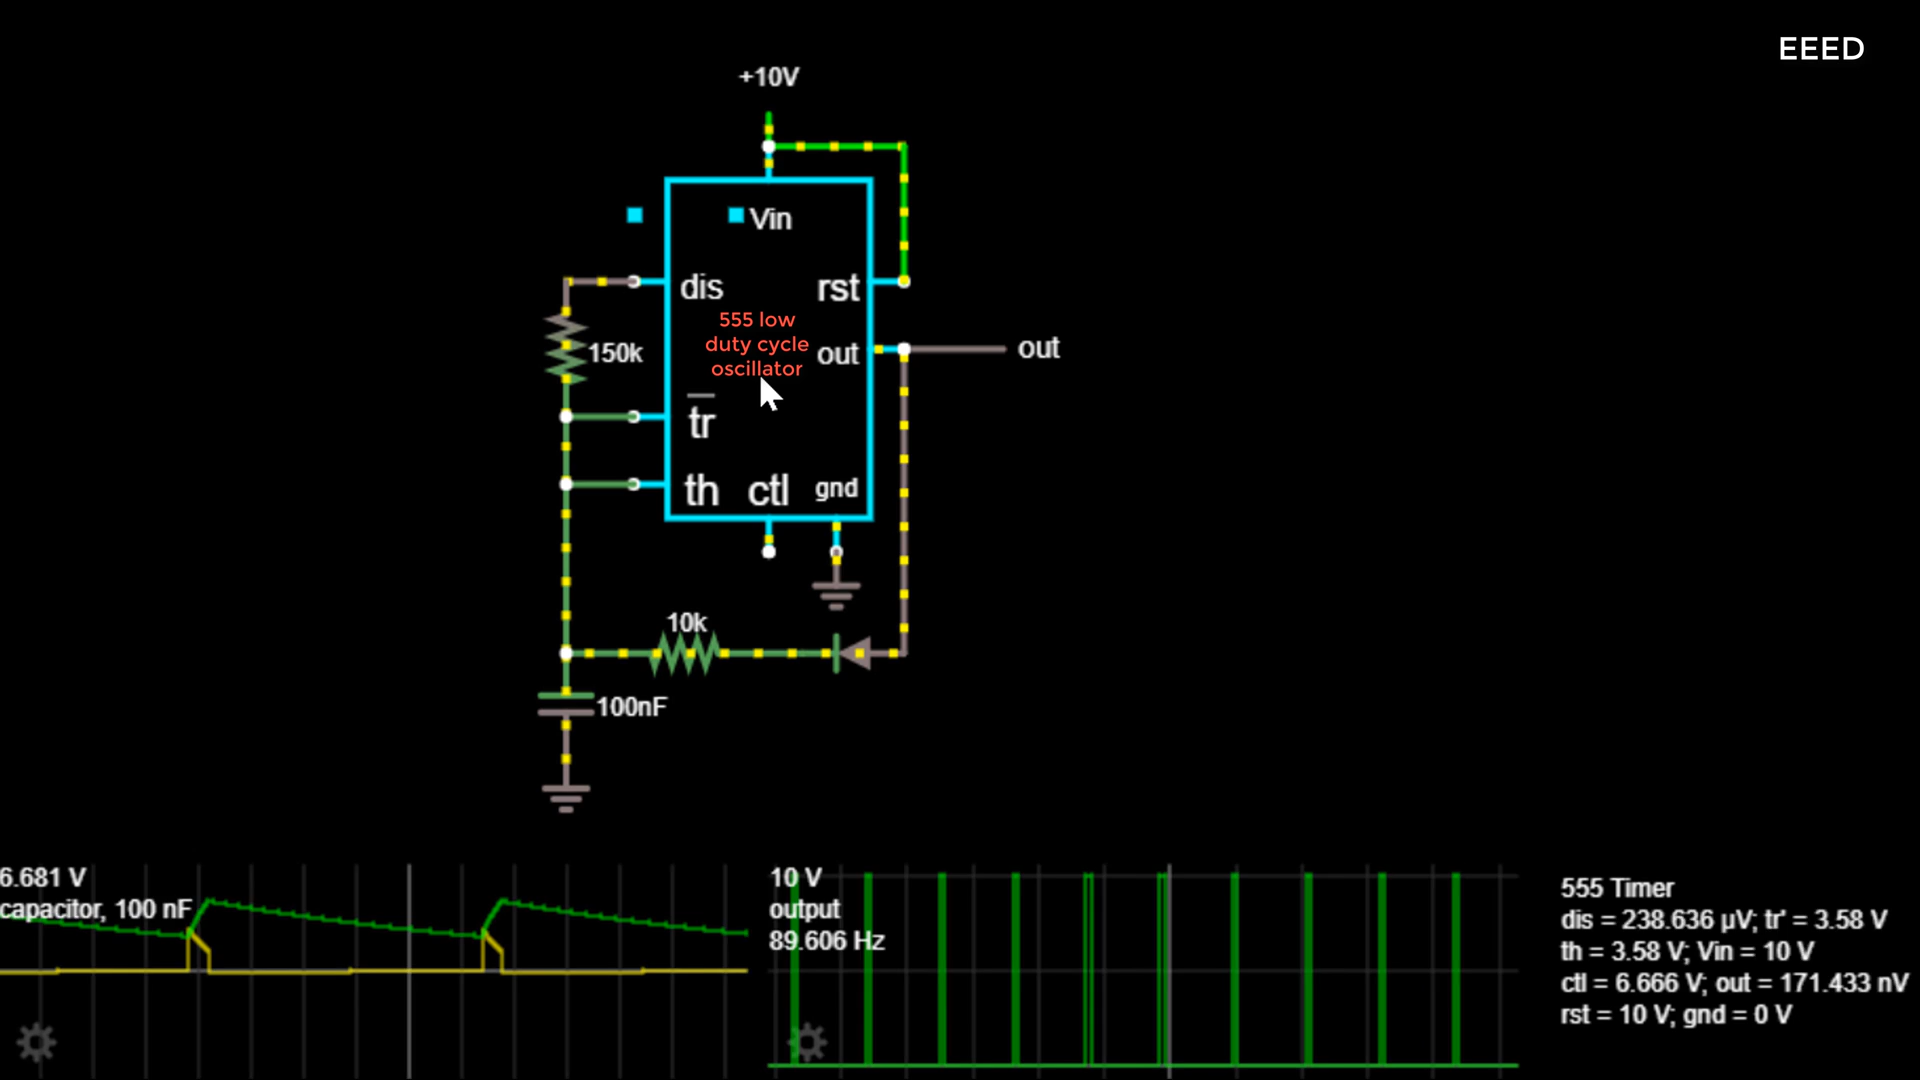 EEED
+10V
Vin
dis
rst
555 low
duty cycle
oscillator
150k
out
out
tr
th
ctl
gnd
10k
100nF
6.681 V
capacitor, 100 nF
10 V
output
89.606 Hz
555 Timer
dis = 238.636 μV; tr' = 3.58 V
th = 3.58 V; Vin = 10 V
ctl = 6.666 V; out = 171.433 nV
rst = 10 V; gnd = 0 V